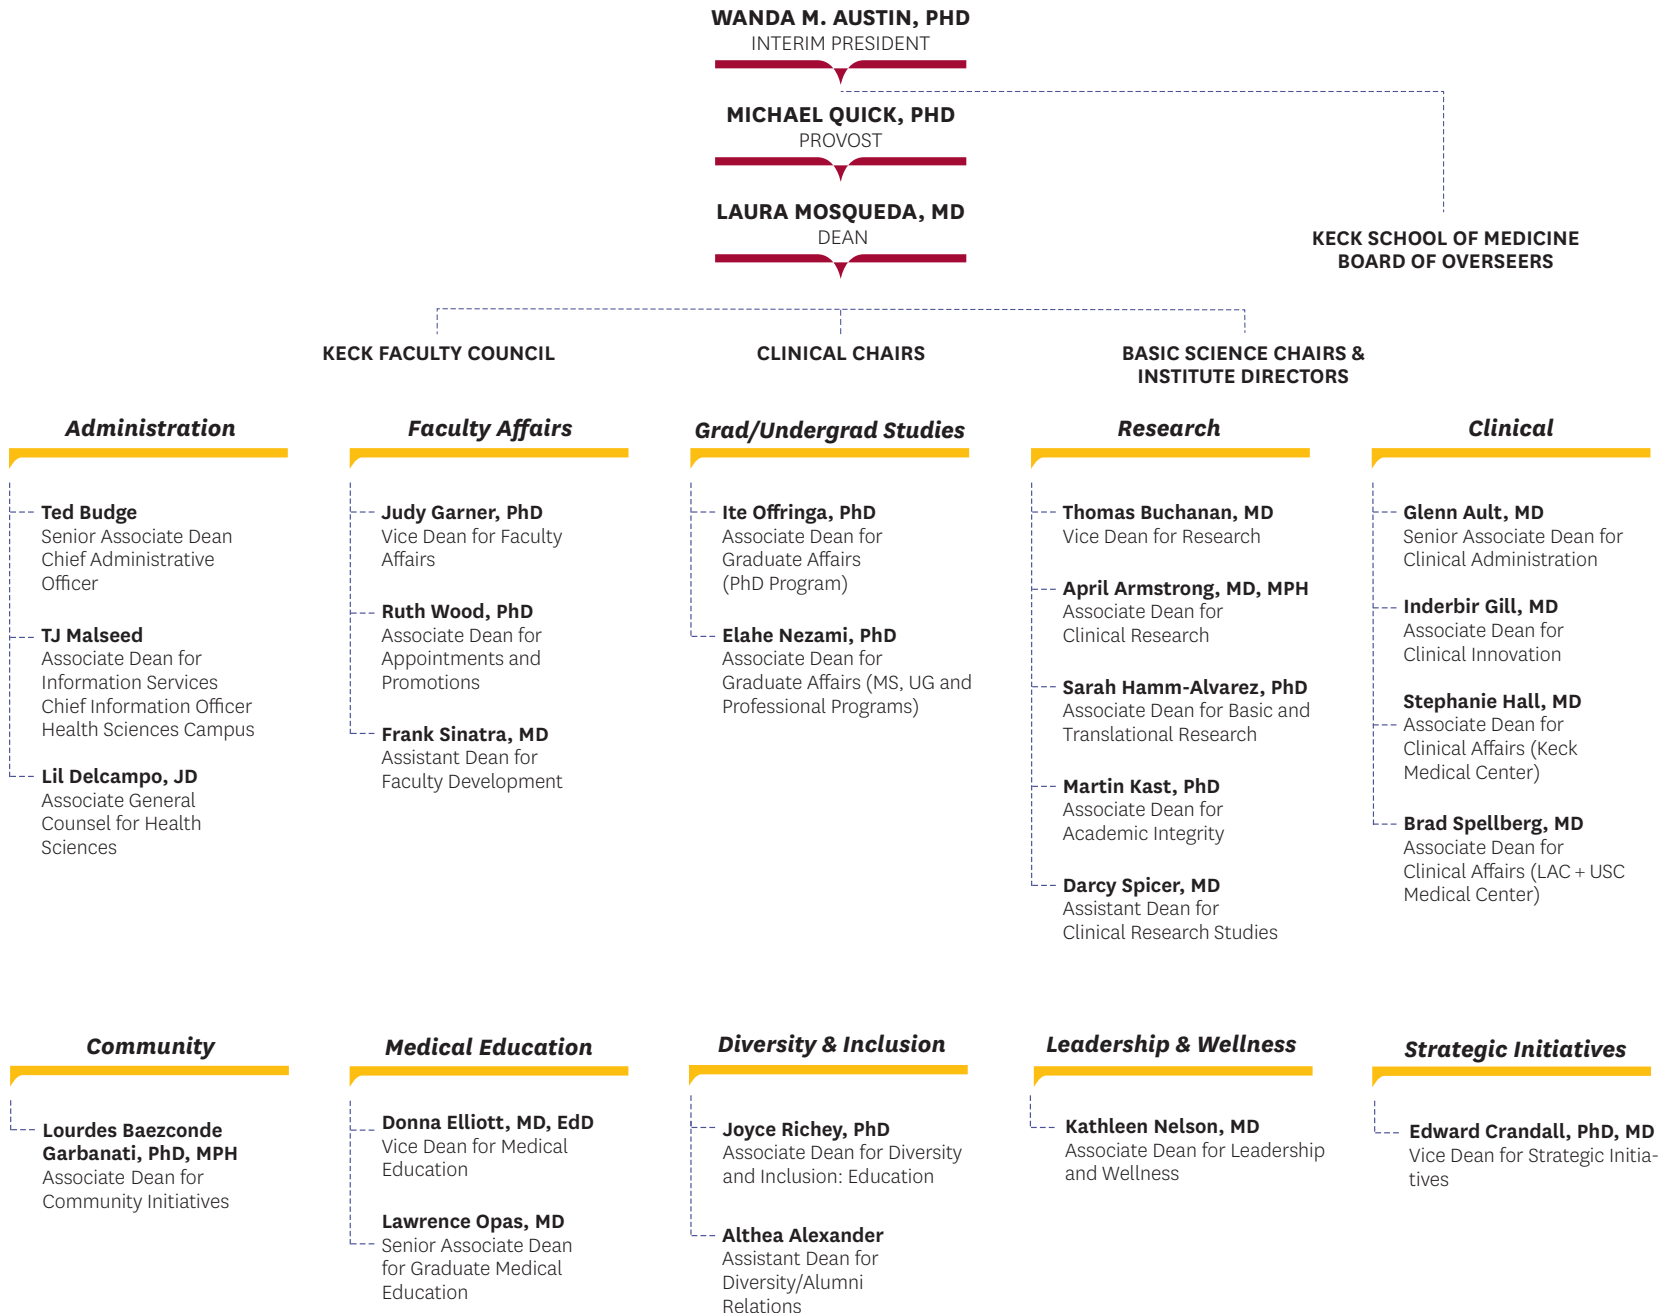 WANDA M. AUSTIN, PHD
INTERIM PRESIDENT
MICHAEL QUICK, PHD
PROVOST
LAURA MOSQUEDA, MD
DEAN
KECK SCHOOL OF MEDICINE
BOARD OF OVERSEERS
KECK FACULTY COUNCIL
CLINICAL CHAIRS
BASIC SCIENCE CHAIRS &
INSTITUTE DIRECTORS
Administration
Ted Budge
Senior Associate Dean
Chief Administrative
Officer
TJ Malseed
Associate Dean for
Information Services
Chief Information Officer
Health Sciences Campus
Lil Delcampo, JD
Associate General
Counsel for Health
Sciences
Faculty Affairs
Judy Garner, PhD
Vice Dean for Faculty
Affairs
Ruth Wood, PhD
Associate Dean for
Appointments and
Promotions
Frank Sinatra, MD
Assistant Dean for
Faculty Development
Grad/Undergrad Studies
Ite Offringa, PhD
Associate Dean for
Graduate Affairs
(PhD Program)
Elahe Nezami, PhD
Associate Dean for
Graduate Affairs (MS, UG and
Professional Programs)
Research
Thomas Buchanan, MD
Vice Dean for Research
April Armstrong, MD, MPH
Associate Dean for
Clinical Research
Sarah Hamm-Alvarez, PhD
Associate Dean for Basic and
Translational Research
Martin Kast, PhD
Associate Dean for
Academic Integrity
Darcy Spicer, MD
Assistant Dean for
Clinical Research Studies
Clinical
Glenn Ault, MD
Senior Associate Dean for
Clinical Administration
Inderbir Gill, MD
Associate Dean for
Clinical Innovation
Stephanie Hall, MD
Associate Dean for
Clinical Affairs (Keck
Medical Center)
Brad Spellberg, MD
Associate Dean for
Clinical Affairs (LAC + USC
Medical Center)
Community
Lourdes Baezconde
Garbanati, PhD, MPH
Associate Dean for
Community Initiatives
Medical Education
Donna Elliott, MD, EdD
Vice Dean for Medical
Education
Lawrence Opas, MD
Senior Associate Dean
for Graduate Medical
Education
Diversity & Inclusion
Joyce Richey, PhD
Associate Dean for Diversity
and Inclusion: Education
Althea Alexander
Assistant Dean for
Diversity/Alumni
Relations
Leadership & Wellness
Kathleen Nelson, MD
Associate Dean for Leadership
and Wellness
Strategic Initiatives
Edward Crandall, PhD, MD
Vice Dean for Strategic Initia-
tives